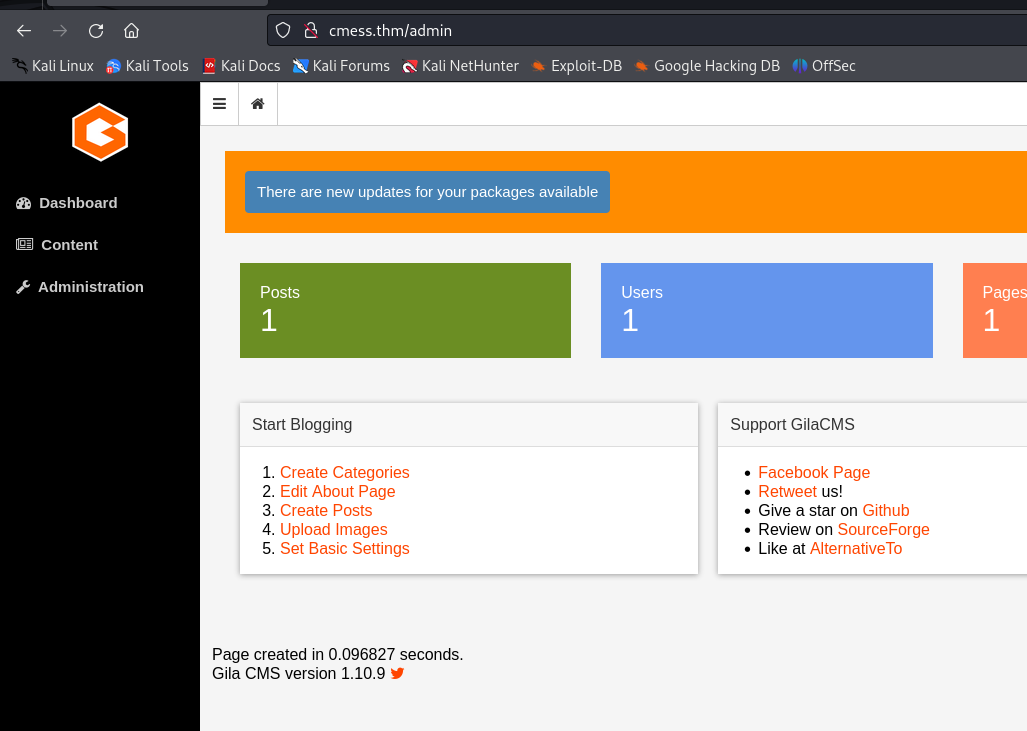 cmess.thm/admin
Kali Linux Kali Tools Kali Docs Kali Forums Kali NetHunter Exploit-DB Google Hacking DB OffSec
Dashboard
Content
Administration
There are new updates for your packages available
Posts
1
Users
1
Pages
1
Start Blogging
1. Create Categories
2. Edit About Page
3. Create Posts
4. Upload Images
5. Set Basic Settings
Support GilaCMS
• Facebook Page
• Retweet us!
• Give a star on Github
• Review on SourceForge
• Like at AlternativeTo
Page created in 0.096827 seconds.
Gila CMS version 1.10.9